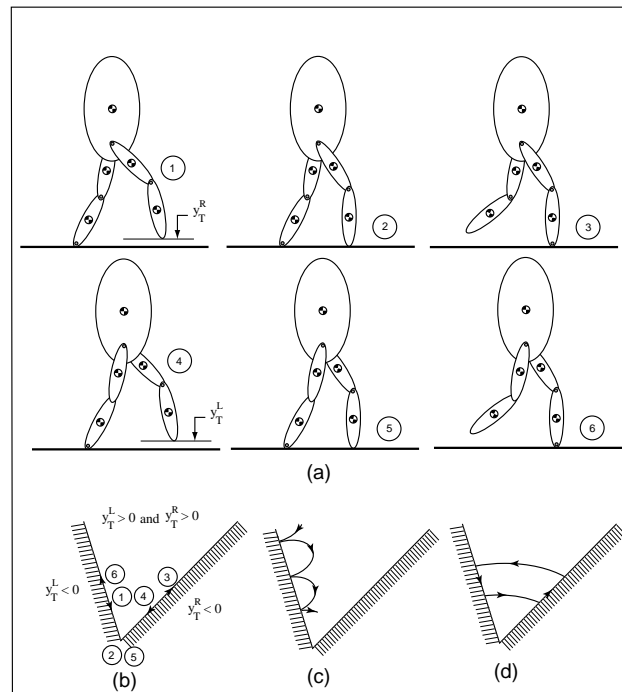 1
y_T^R
2
3
4
y_T^L
5
6
(a)
y_T^L > 0 and y_T^R > 0
y_T^L < 0
6
1
4
3
y_T^R < 0
2
5
(b)
(c)
(d)